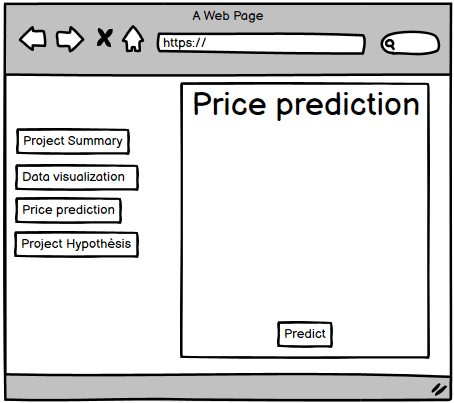 A Web Page
https://
Price prediction
Project Summary
Data visualization
Price prediction
Project Hypothèsis
Predict